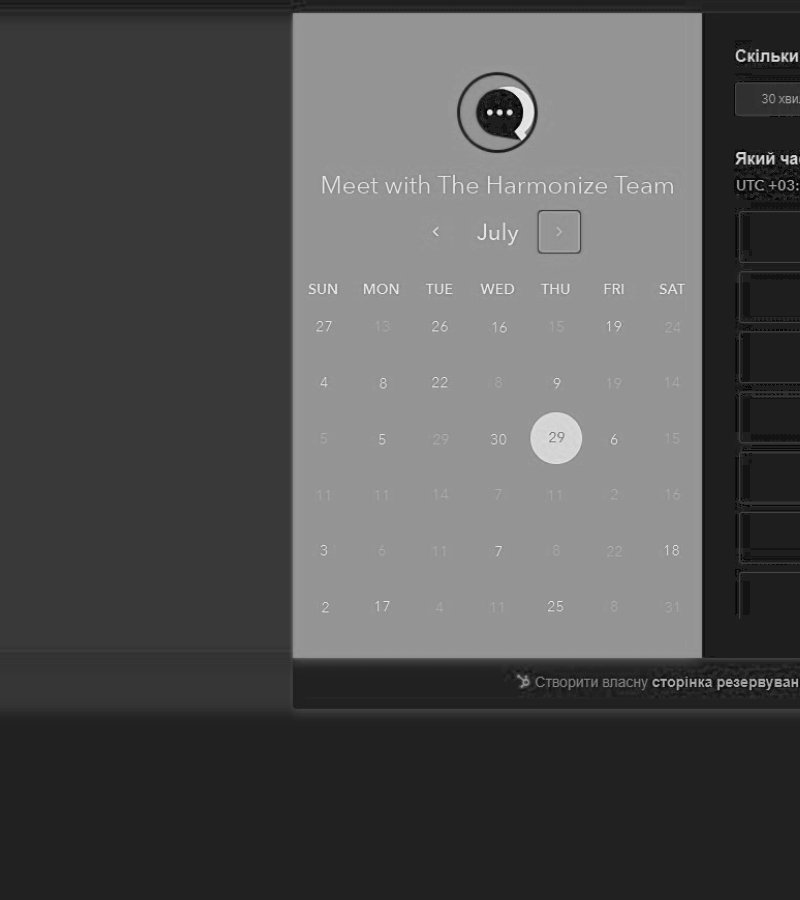 Meet with The Harmonize Team
July
SUN MON TUE WED THU FRI SAT
27 13 26 16 15 19 24
4 8 22 8 9 19 14
5 5 29 30 29 6 15
11 11 14 7 11 2 16
3 6 11 7 8 22 18
2 17 4 11 25 8 31
Скільки
30 хви
Який ча
UTC +03:
Створити власну сторінка резервуван